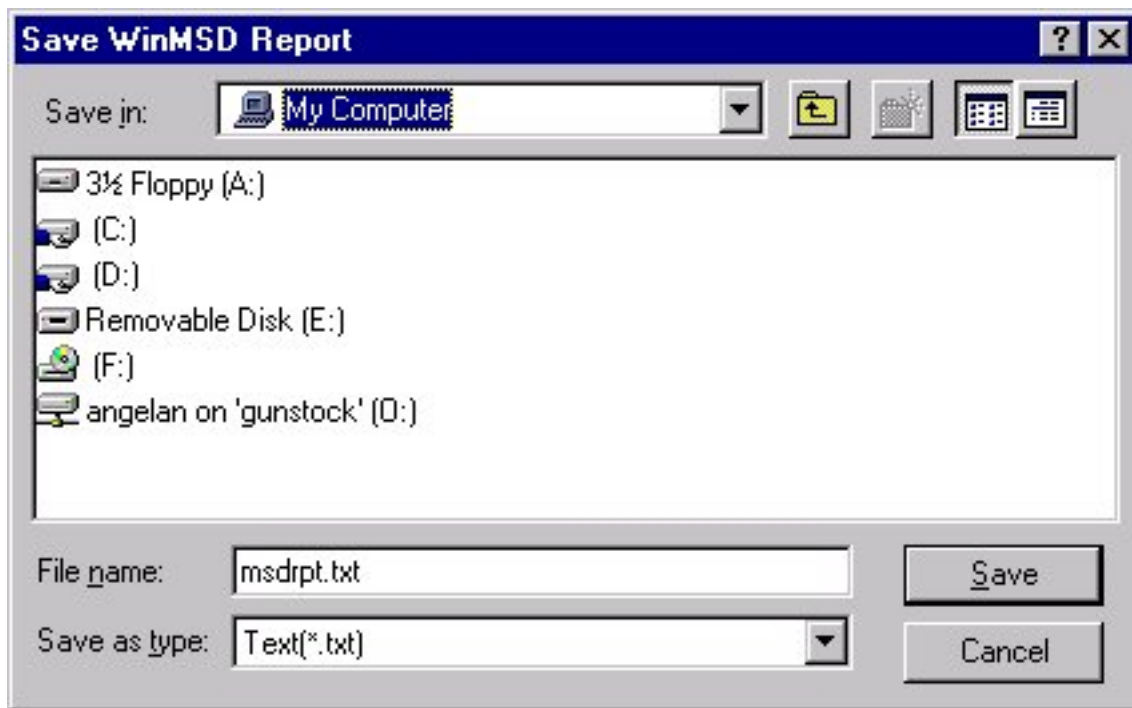 Save WinMSD Report
Save in: My Computer
3½ Floppy (A:)
(C:)
(D:)
Removable Disk (E:)
(F:)
angelan on 'gunstock' (O:)
File name: msdrpt.txt
Save
Save as type: Text(*.txt)
Cancel